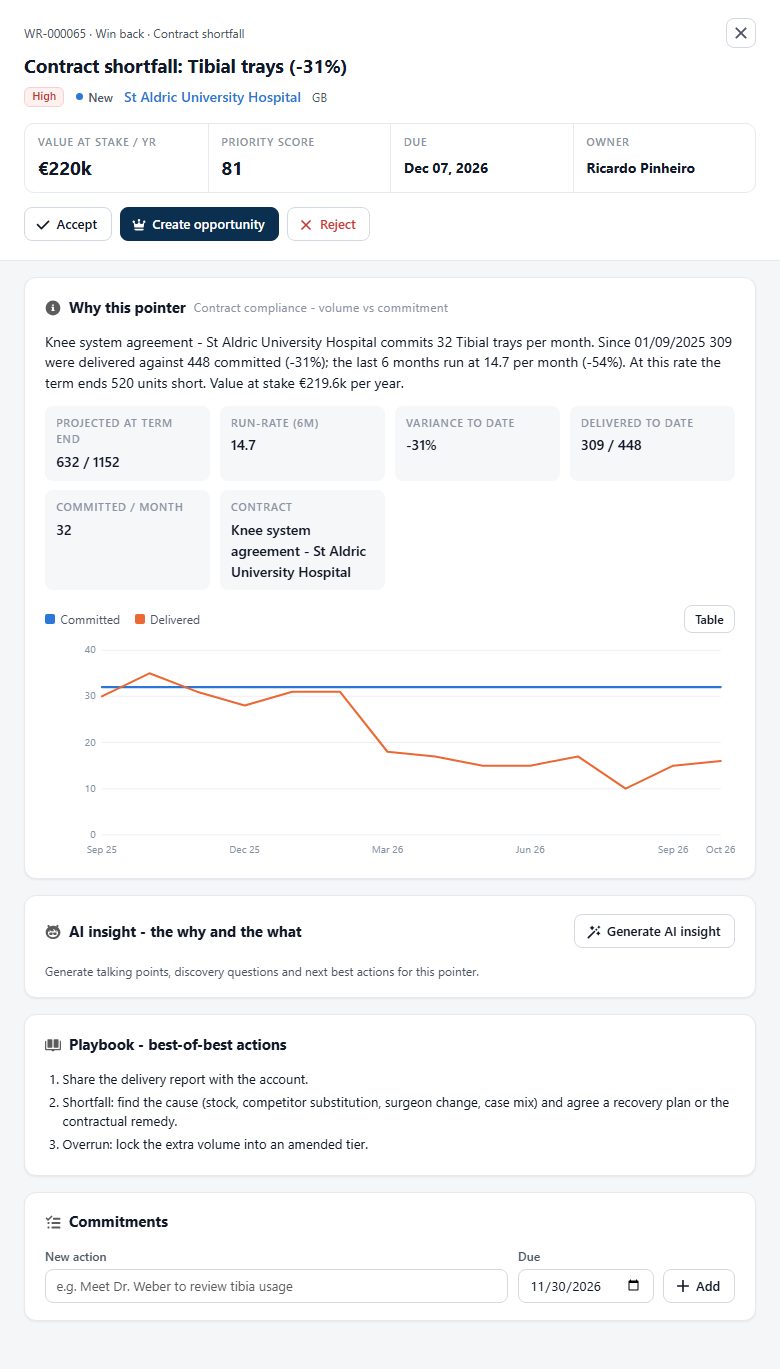 WR-000065 · Win back · Contract shortfall
Contract shortfall: Tibial trays (-31%)
High New St Aldric University Hospital GB
VALUE AT STAKE / YR PRIORITY SCORE DUE OWNER
€220k 81 Dec 07, 2026 Ricardo Pinheiro
Accept Create opportunity Reject
Why this pointer Contract compliance - volume vs commitment
Knee system agreement - St Aldric University Hospital commits 32 Tibial trays per month. Since 01/09/2025 309
were delivered against 448 committed (-31%); the last 6 months run at 14.7 per month (-54%). At this rate the
term ends 520 units short. Value at stake €219.6k per year.
PROJECTED AT TERM END
632 / 1152
RUN-RATE (6M)
14.7
VARIANCE TO DATE
-31%
DELIVERED TO DATE
309 / 448
COMMITTED / MONTH
32
CONTRACT
Knee system
agreement - St Aldric
University Hospital
Committed Delivered Table
40
30
20
10
0
Sep 25 Dec 25 Mar 26 Jun 26 Sep 26 Oct 26
AI insight - the why and the what Generate AI insight
Generate talking points, discovery questions and next best actions for this pointer.
Playbook - best-of-best actions
1. Share the delivery report with the account.
2. Shortfall: find the cause (stock, competitor substitution, surgeon change, case mix) and agree a recovery plan or the
contractual remedy.
3. Overrun: lock the extra volume into an amended tier.
Commitments
New action Due
e.g. Meet Dr. Weber to review tibia usage 11/30/2026 Add